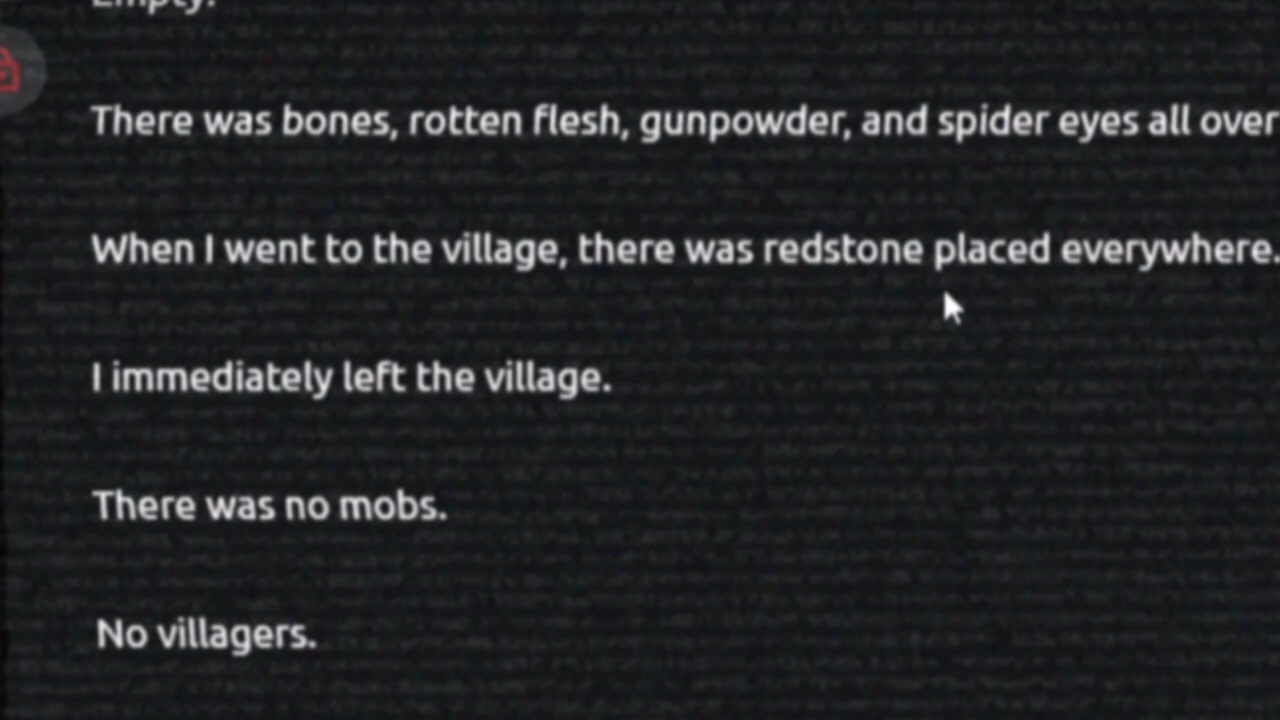 Empty.
There was bones, rotten flesh, gunpowder, and spider eyes all over
When I went to the village, there was redstone placed everywhere.
I immediately left the village.
There was no mobs.
No villagers.